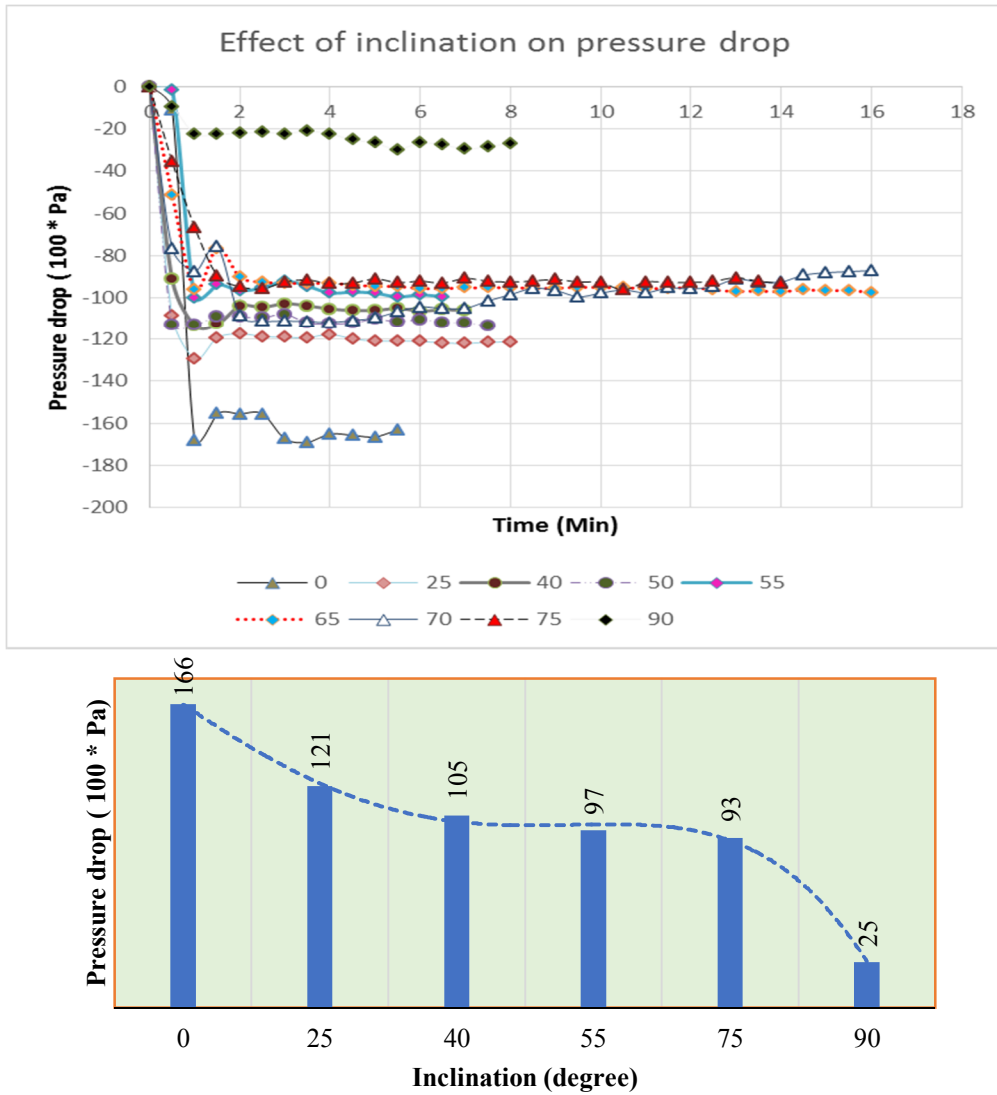 Effect of inclination on pressure drop
Pressure drop ( 100 * Pa)
0
-20
-40
-60
-80
-100
-120
-140
-160
-180
-200
0 2 4 6 8 10 12 14 16 18
Time (Min)
0 25 40 50 55
65 70 75 90
Pressure drop ( 100 * Pa)
166 121 105 97 93 25
0 25 40 55 75 90
Inclination (degree)